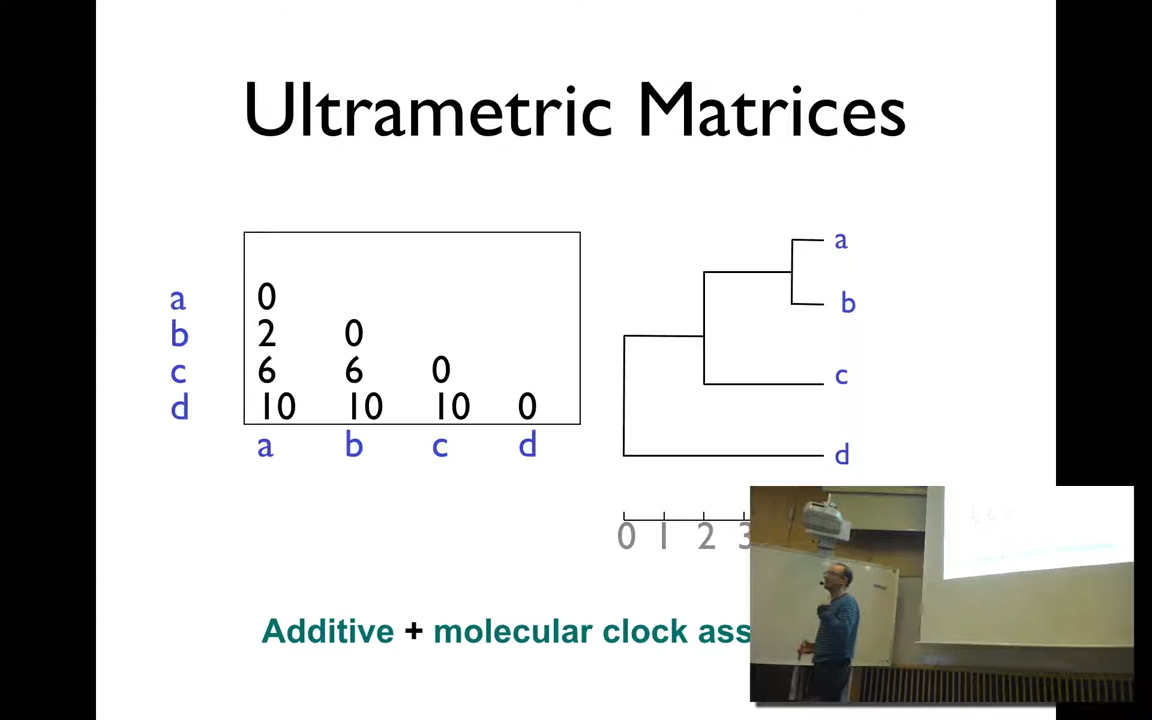 Ultrametric Matrices
a 0
b 2 0
c 6 6 0
d 10 10 10 0
a b c d
a
b
c
d
0 1 2 3
Additive + molecular clock